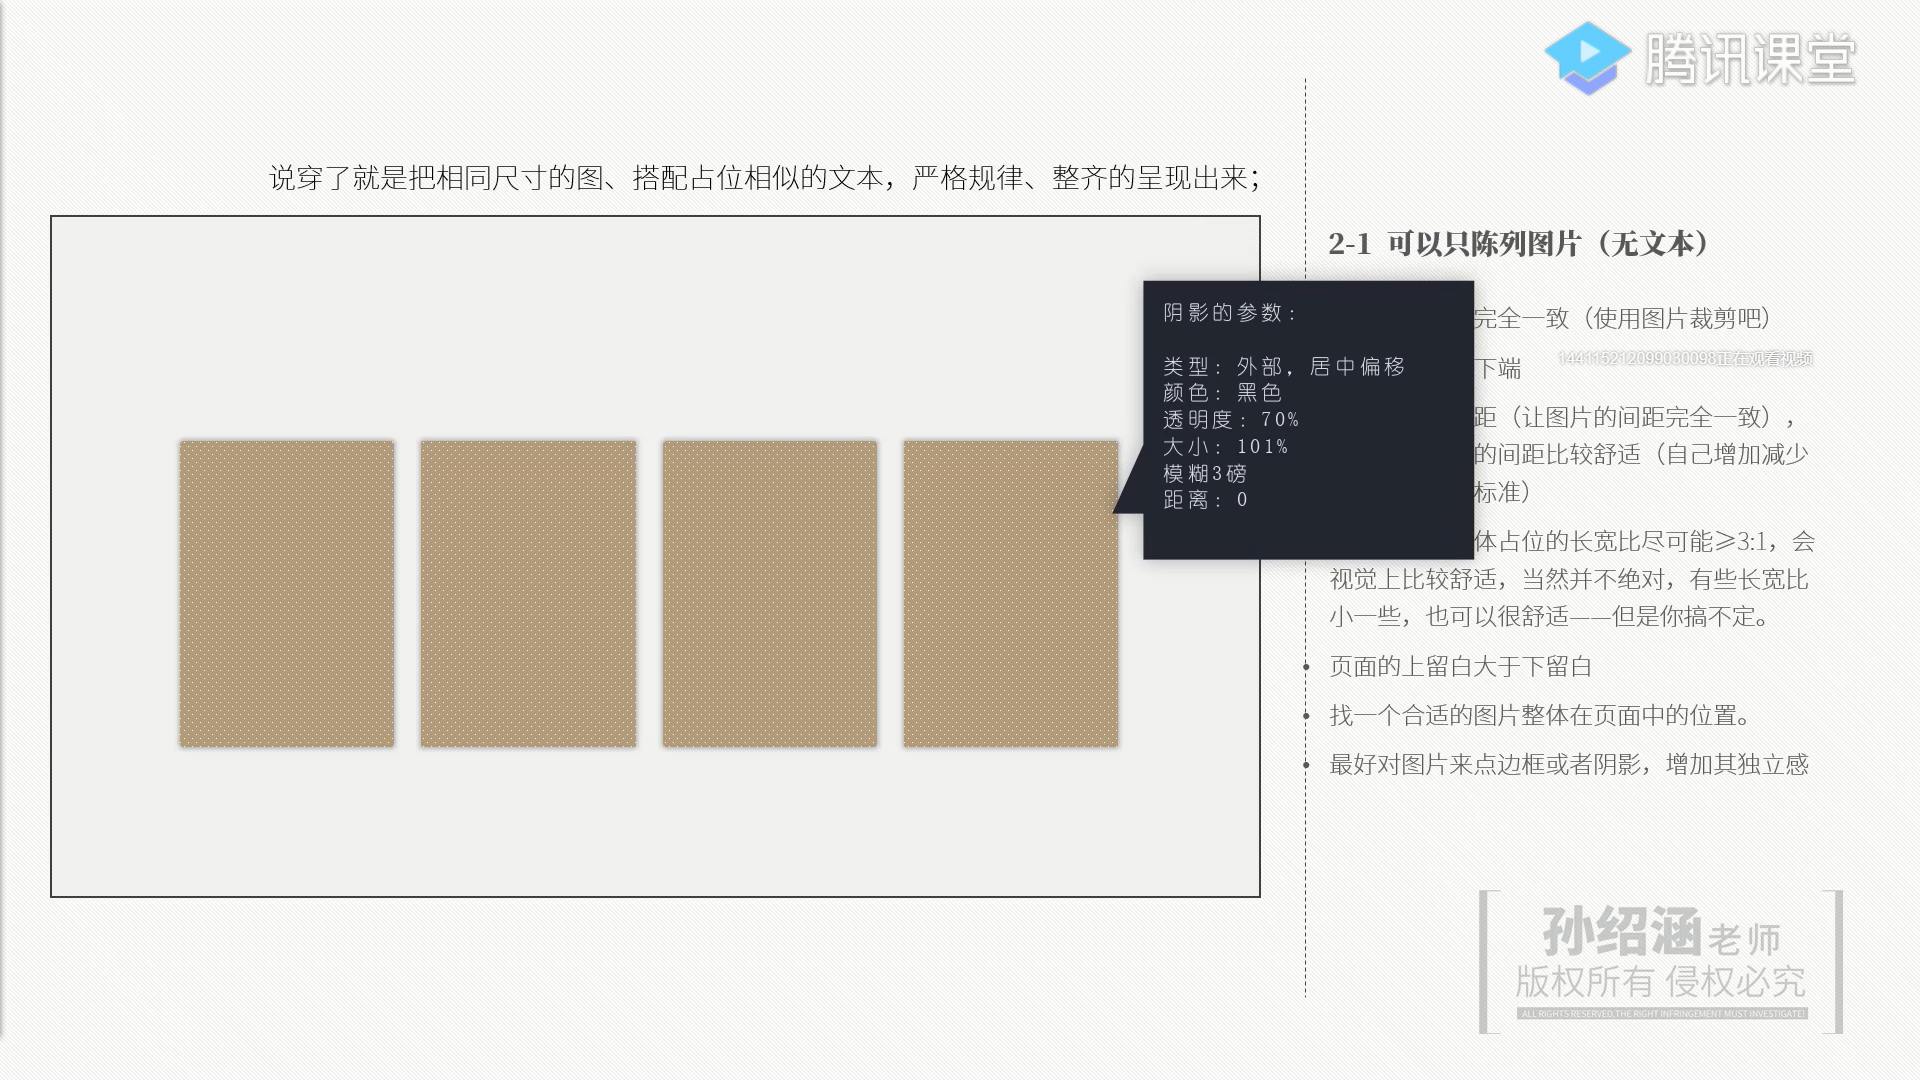 腾讯课堂
说穿了就是把相同尺寸的图、搭配占位相似的文本，严格规律、整齐的呈现出来；
2-1 可以只陈列图片（无文本）
阴影的参数：
类型：外部，居中偏移
颜色：黑色
透明度：70%
大小：101%
模糊3磅
距离：0
完全一致（使用图片裁剪吧）
下端
144115212099030098正在观看视频
距（让图片的间距完全一致），
的间距比较舒适（自己增加减少
标准）
体占位的长宽比尽可能≥3:1，会
视觉上比较舒适，当然并不绝对，有些长宽比
小一些，也可以很舒适——但是你搞不定。
• 页面的上留白大于下留白
• 找一个合适的图片整体在页面中的位置。
• 最好对图片来点边框或者阴影，增加其独立感
孙绍涵老师
版权所有 侵权必究
ALL RIGHTS RESERVED,THE RIGHT INFRINGEMENT MUST INVESTIGATE!